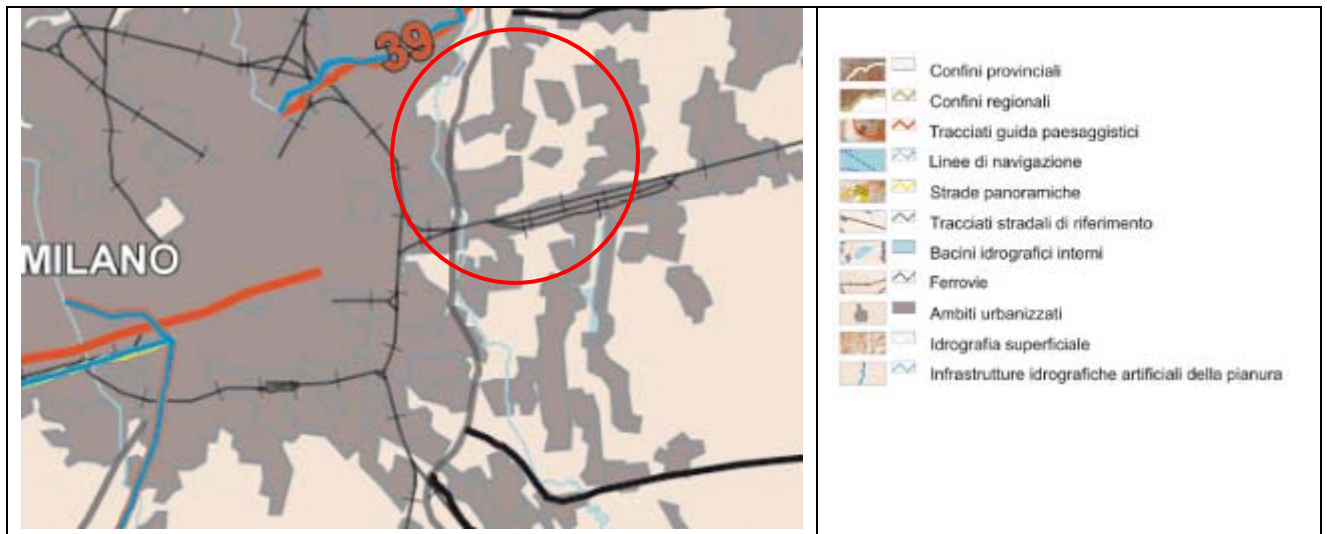 39
MILANO
Confini provinciali
Confini regionali
Tracciati guida paesaggistici
Linee di navigazione
Strade panoramiche
Tracciati stradali di riferimento
Bacini idrografici interni
Ferrovie
Ambiti urbanizzati
Idrografia superficiale
Infrastrutture idrografiche artificiali della pianura